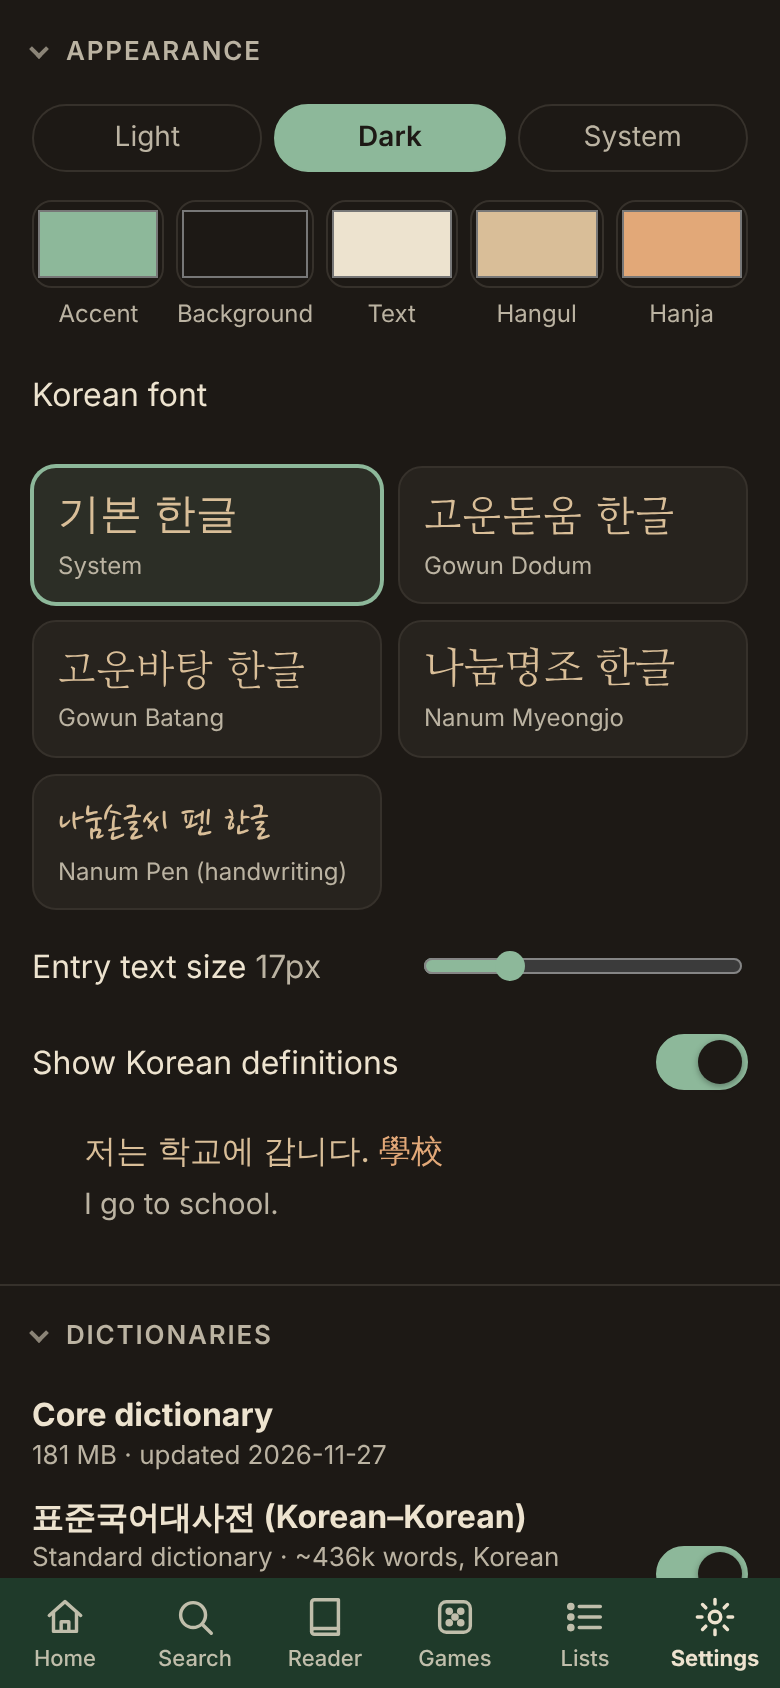 APPEARANCE
Light Dark System
Accent Background Text Hangul Hanja
Korean font
기본 한글
System
고운돋움 한글
Gowun Dodum
고운바탕 한글
Gowun Batang
나눔명조 한글
Nanum Myeongjo
나눔손글씨 펜 한글
Nanum Pen (handwriting)
Entry text size 17px
Show Korean definitions
저는 학교에 갑니다. 學校
I go to school.
DICTIONARIES
Core dictionary
181 MB · updated 2026-11-27
표준국어대사전 (Korean–Korean)
Standard dictionary · ~436k words, Korean
Home Search Reader Games Lists Settings